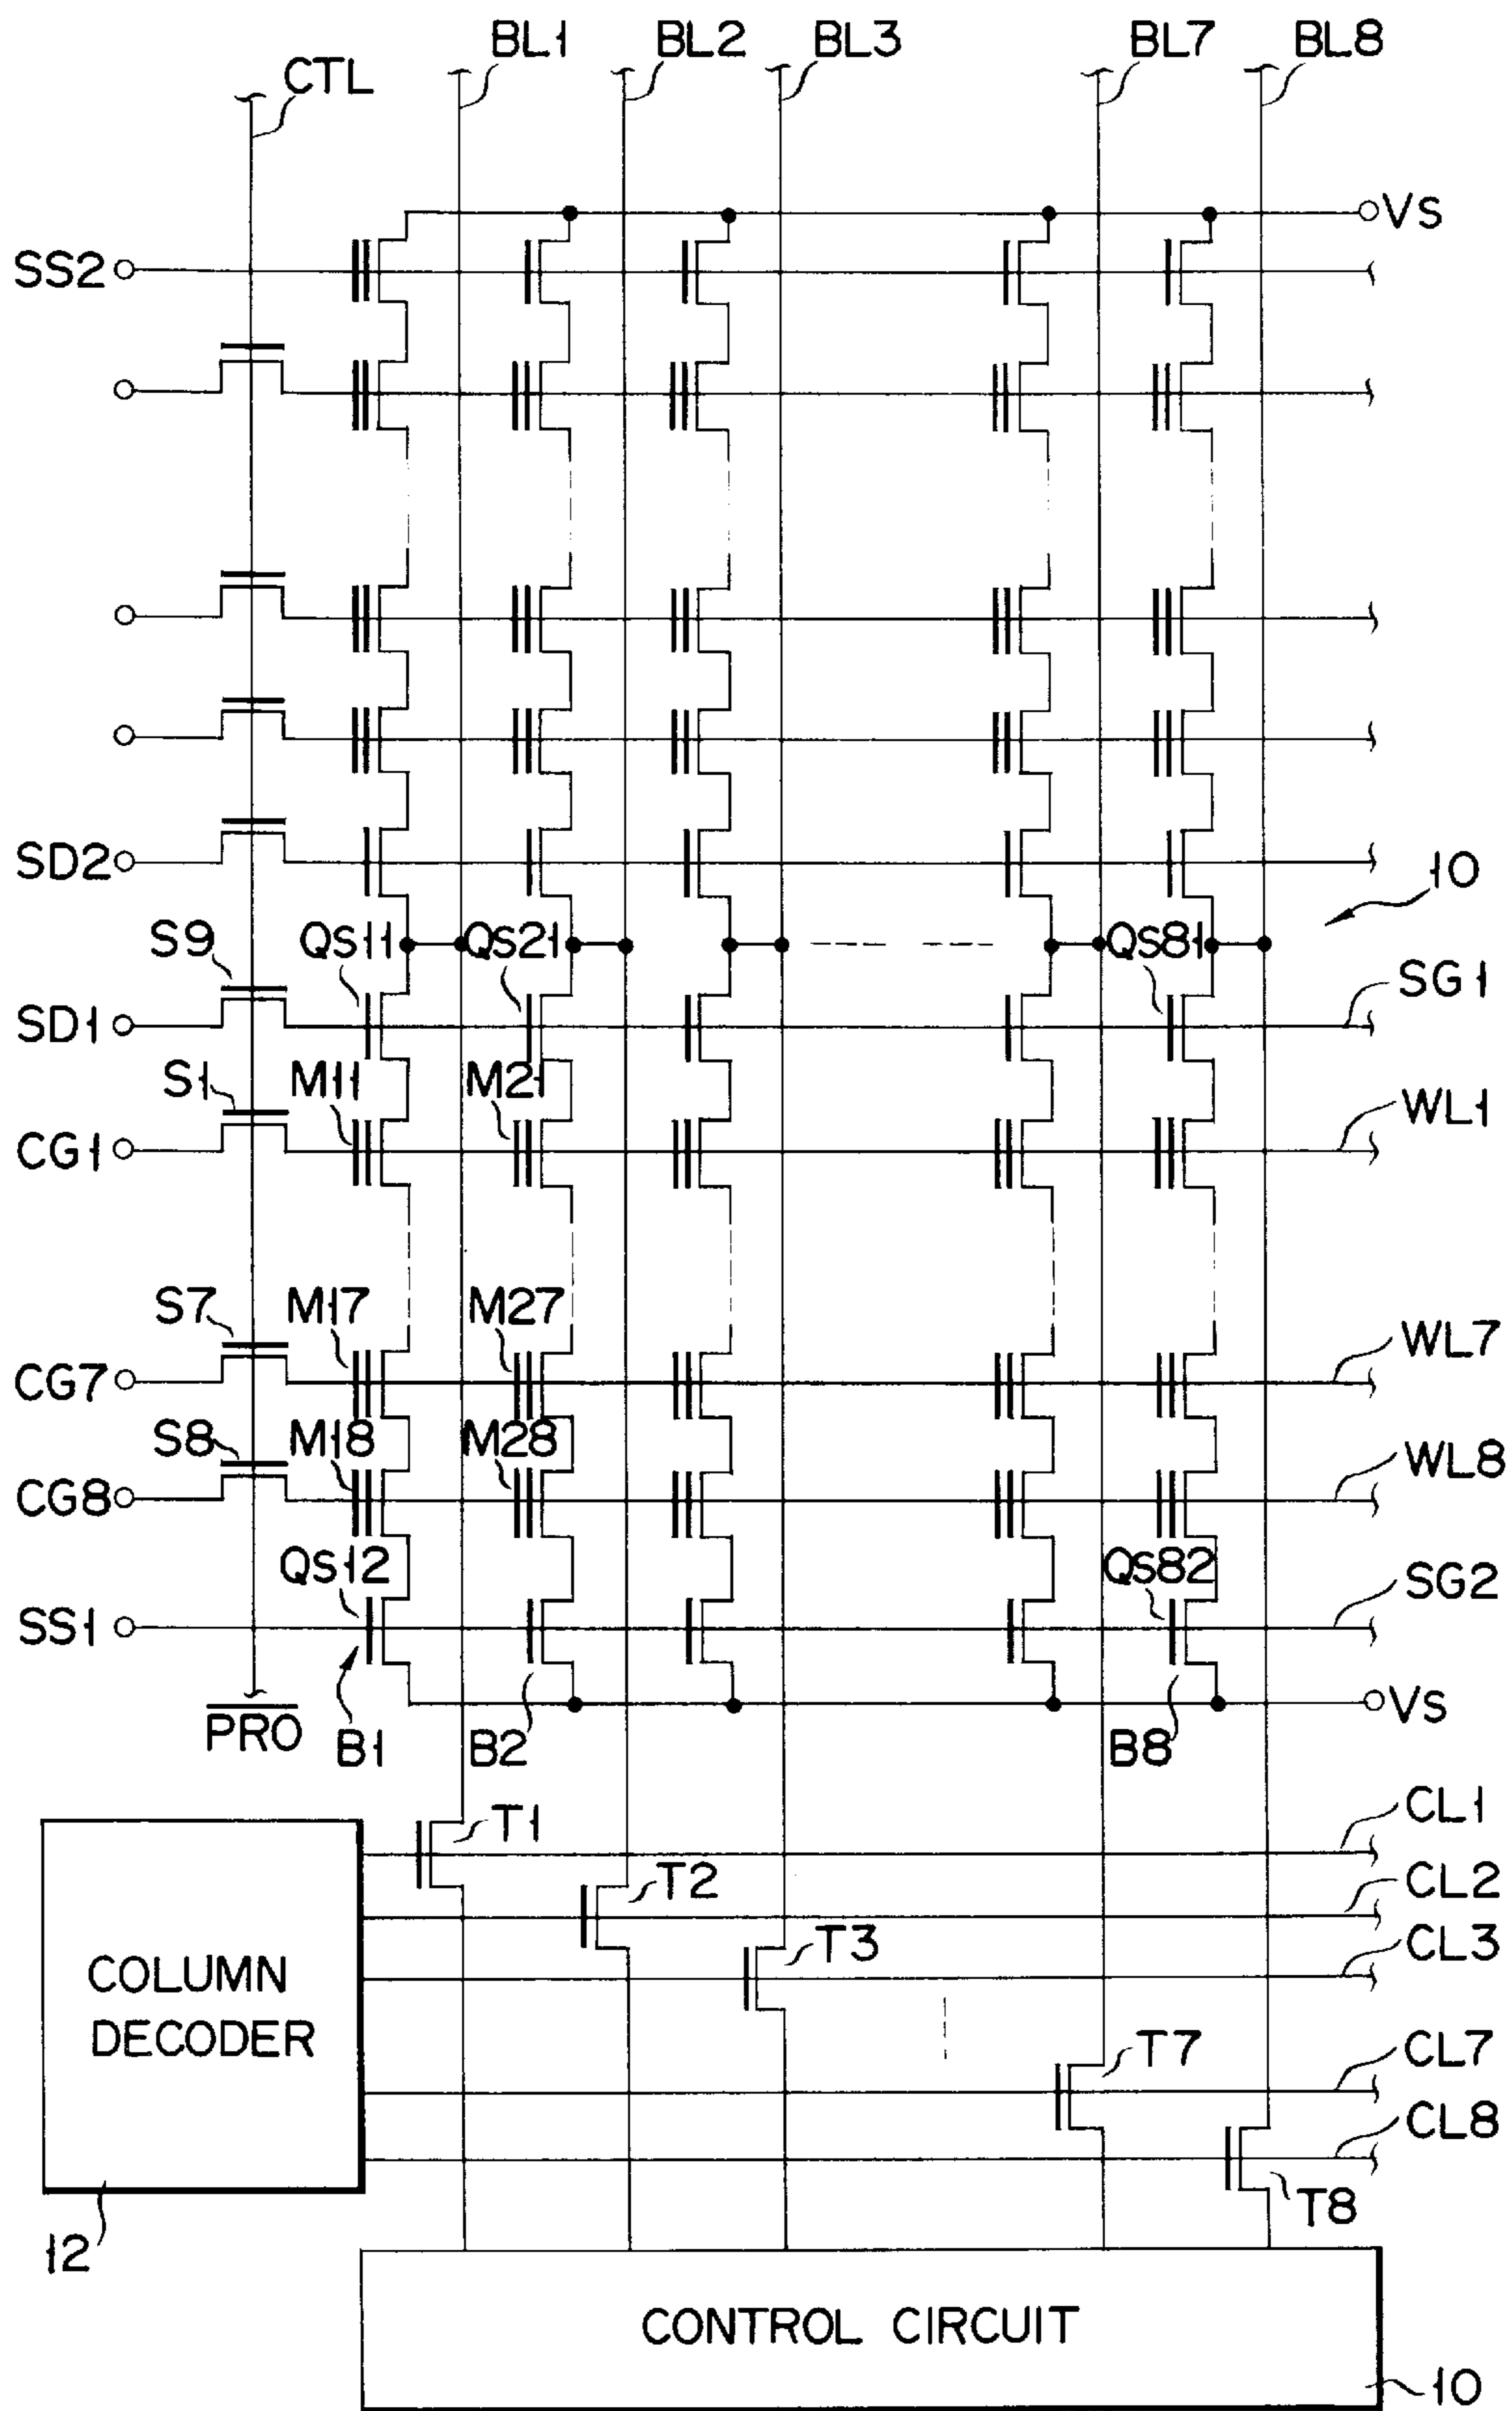 BL1 BL2 BL3 BL7 BL8
CTL
Vs
SS2
SD2
10
S9 Qs11 Qs21 Qs81
SG1
SD1
S1 M11 M21
WL1
CG1
S7 M17 M27
WL7
CG7
S8 M18 M28
WL8
CG8
Qs12 Qs82
SG2
SS1
PRO B1 B2 B8 Vs
CL1
T1
CL2
T2
CL3
T3
COLUMN
DECODER
CL7
T7
CL8
T8
12
CONTROL CIRCUIT
10